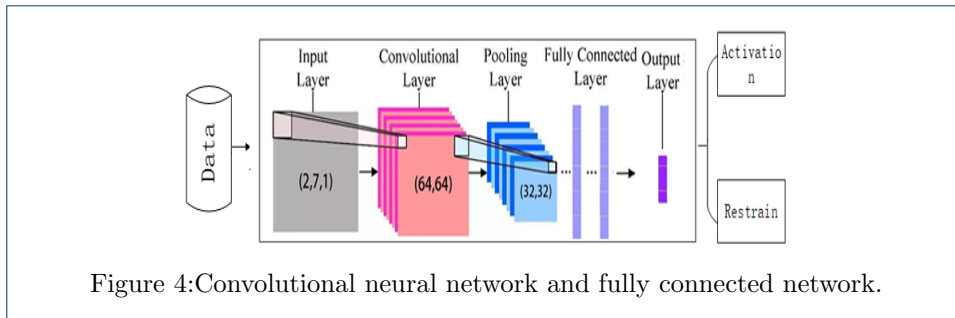 Data
Input
Layer
Convolutional
Layer
Pooling
Layer
Fully Connected
Layer
Output
Layer
(2,7,1)
(64,64)
(32,32)
...
...
Activatio
n
Restrain
Figure 4:Convolutional neural network and fully connected network.